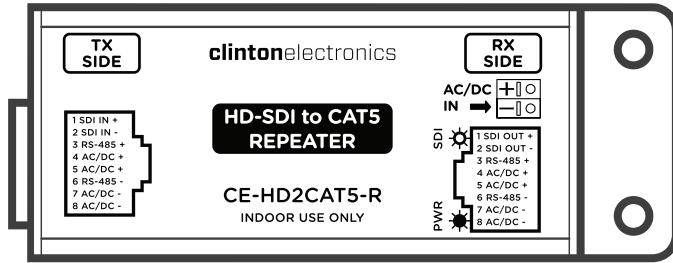 TX
SIDE
clintonelectronics
RX
SIDE
AC/DC
IN
+
-
HD-SDI to CAT5
REPEATER
CE-HD2CAT5-R
INDOOR USE ONLY
1 SDI IN +
2 SDI IN -
3 RS-485 +
4 AC/DC +
5 AC/DC +
6 RS-485 -
7 AC/DC -
8 AC/DC -
SDI
PWR
1 SDI OUT +
2 SDI OUT -
3 RS-485 +
4 AC/DC +
5 AC/DC +
6 RS-485 -
7 AC/DC -
8 AC/DC -